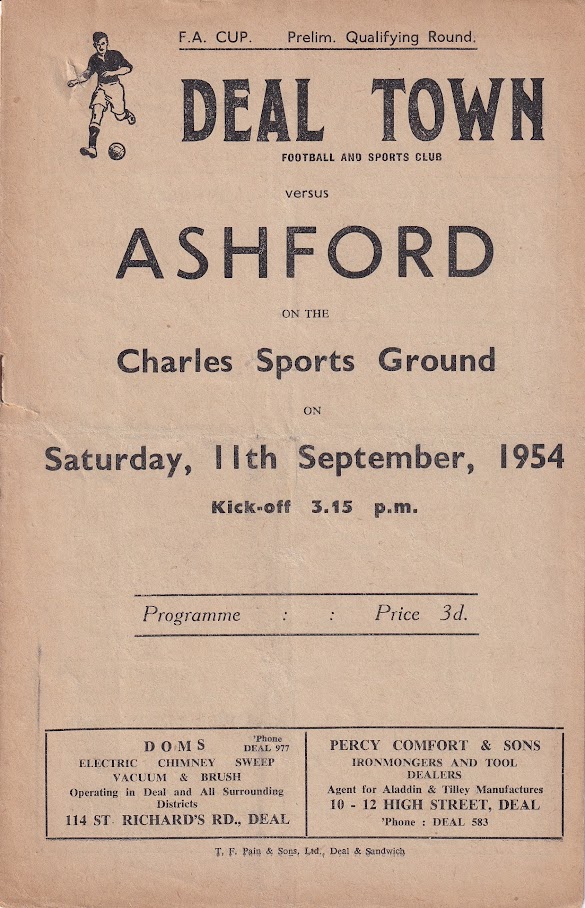 F.A. CUP. Prelim. Qualifying Round.
DEAL TOWN
FOOTBALL AND SPORTS CLUB
versus
ASHFORD
ON THE
Charles Sports Ground
ON
Saturday, 11th September, 1954
Kick-off 3.15 p.m.
Programme : : Price 3d.
DOMS 'Phone
DEAL 977
ELECTRIC CHIMNEY SWEEP
VACUUM & BRUSH
Operating in Deal and All Surrounding
Districts
114 ST. RICHARD'S RD., DEAL
PERCY COMFORT & SONS
IRONMONGERS AND TOOL
DEALERS
Agent for Aladdin & Tilley Manufactures
10 - 12 HIGH STREET, DEAL
'Phone : DEAL 583
T. F. Pain & Sons, Ltd., Deal & Sandwich